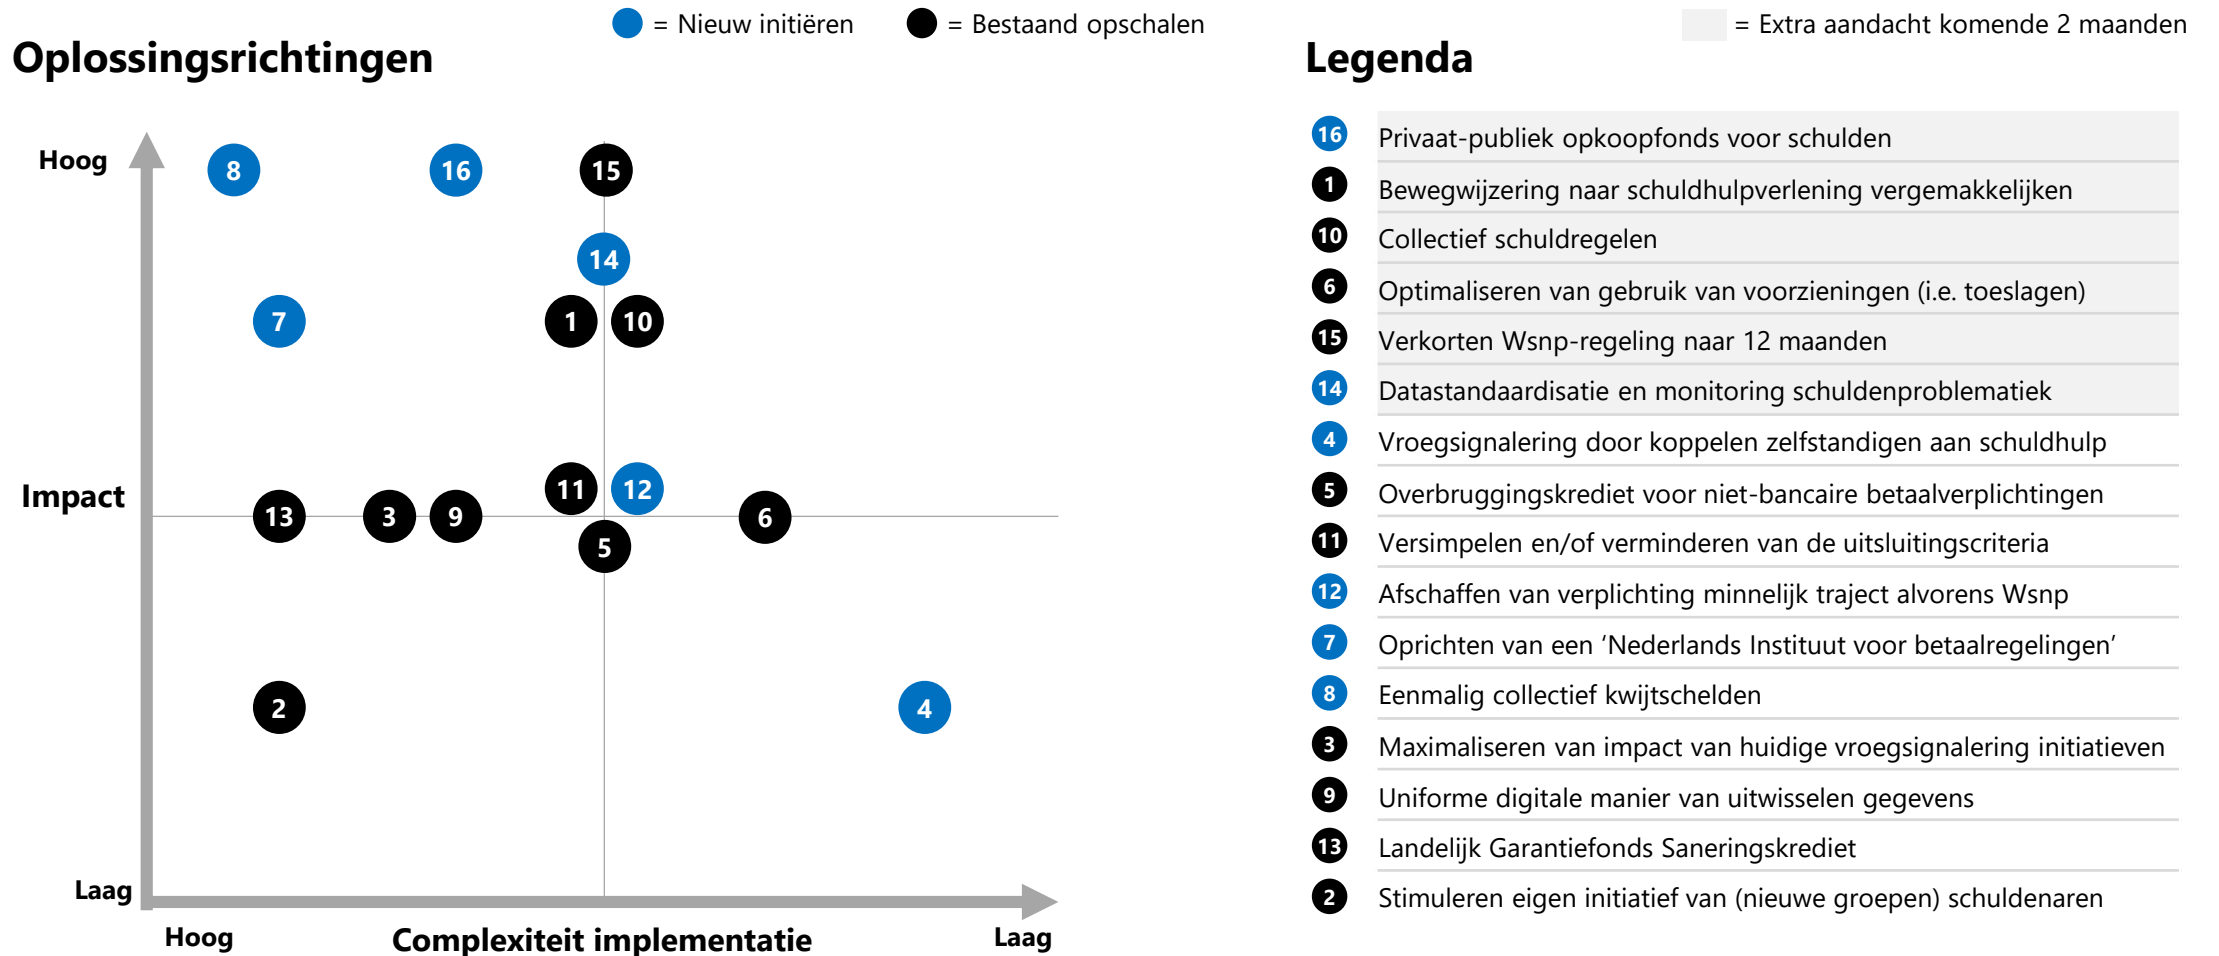 = Nieuw initiëren
= Bestaand opschalen
= Extra aandacht komende 2 maanden
Oplossingsrichtingen
Hoog
8
16
15
14
7
1
10
Impact
11
12
13
3
9
5
6
2
4
Laag
Hoog
Complexiteit implementatie
Laag
Legenda
16 Privaat-publiek opkoopfonds voor schulden
1 Bewegwijzering naar schuldhulpverlening vergemakkelijken
10 Collectief schuldregelen
6 Optimaliseren van gebruik van voorzieningen (i.e. toeslagen)
15 Verkorten Wsnp-regeling naar 12 maanden
14 Datastandaardisatie en monitoring schuldenproblematiek
4 Vroegsignalering door koppelen zelfstandigen aan schuldhulp
5 Overbruggingskrediet voor niet-bancaire betaalverplichtingen
11 Versimpelen en/of verminderen van de uitsluitingscriteria
12 Afschaffen van verplichting minnelijk traject alvorens Wsnp
7 Oprichten van een ‘Nederlands Instituut voor betaalregelingen’
8 Eenmalig collectief kwijtschelden
3 Maximaliseren van impact van huidige vroegsignalering initiatieven
9 Uniforme digitale manier van uitwisselen gegevens
13 Landelijk Garantiefonds Saneringskrediet
2 Stimuleren eigen initiatief van (nieuwe groepen) schuldenaren